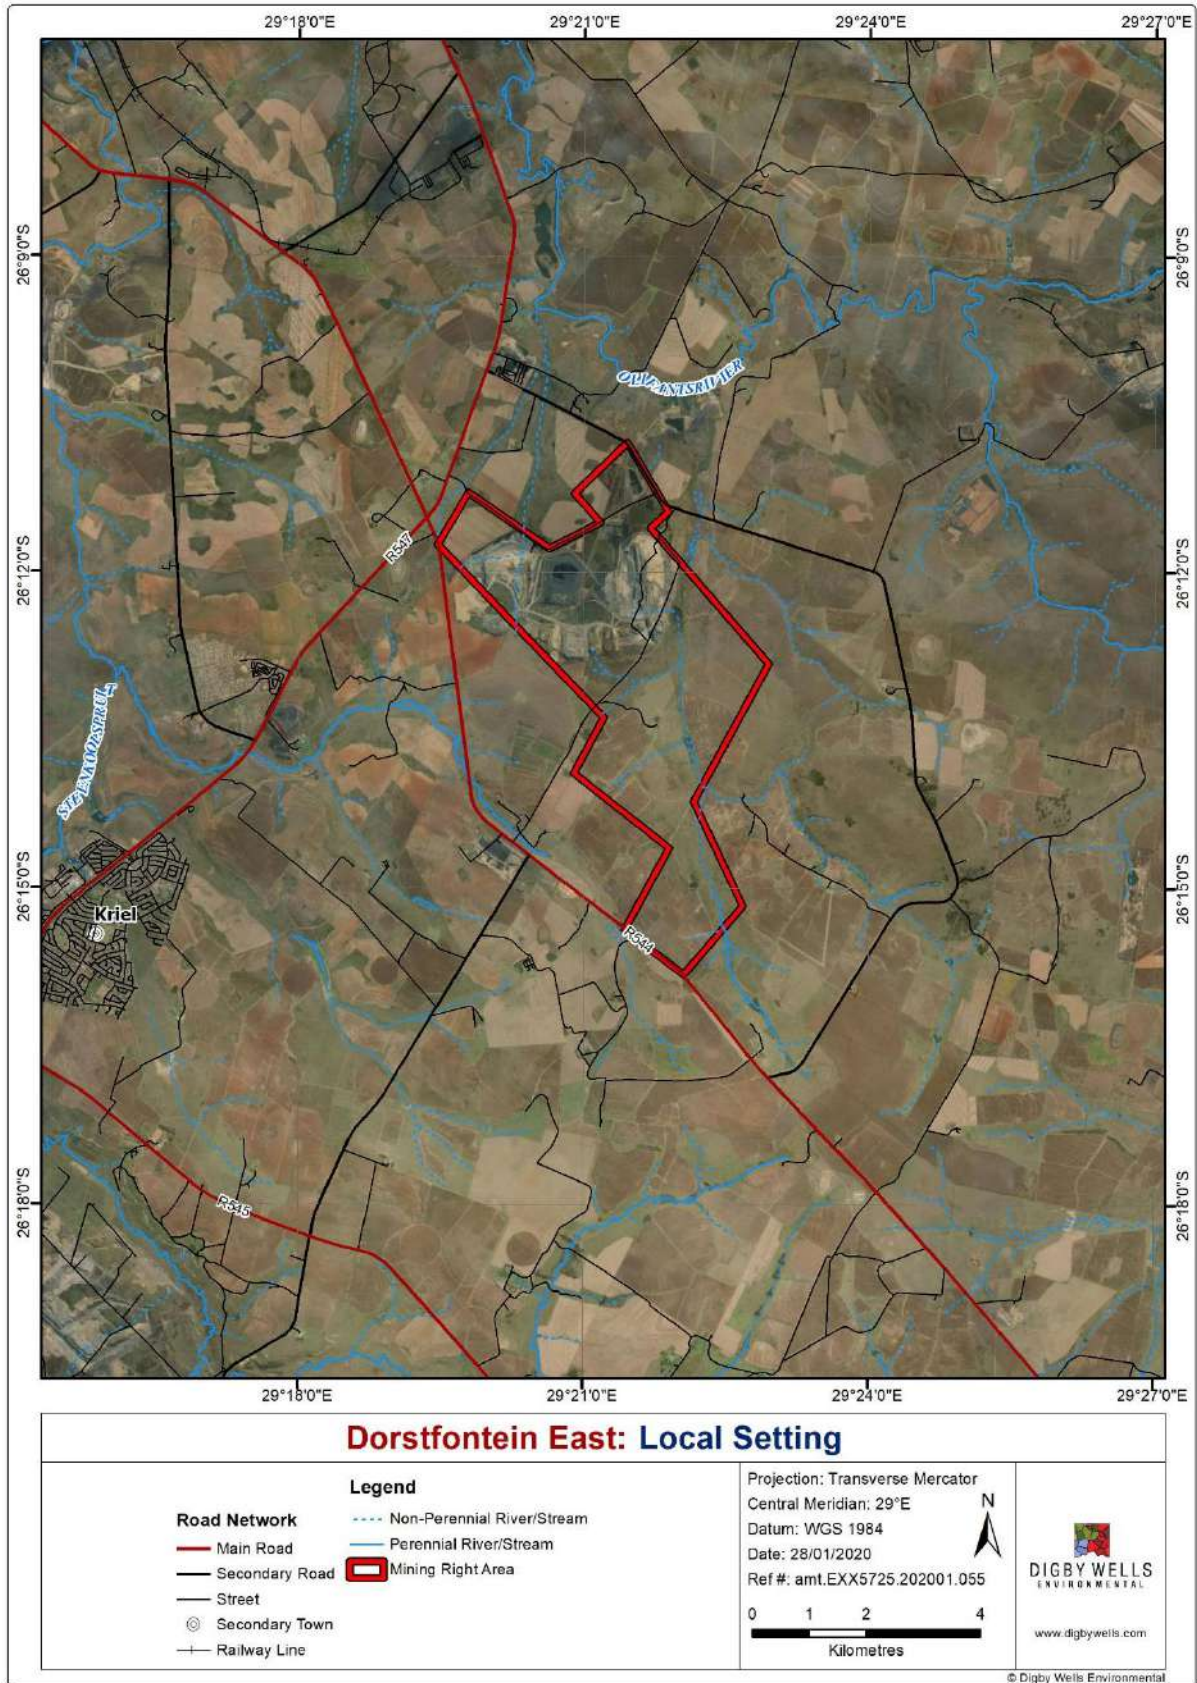 29°18'0"E
29°21'0"E
29°24'0"E
29°27'0"E
26°9'0"S
26°9'0"S
OLIFANTSRIVIER
R547
26°12'0"S
26°12'0"S
STEENKOOLSPRUIT
26°15'0"S
26°15'0"S
Kriel
R544
26°18'0"S
26°18'0"S
R545
29°18'0"E
29°21'0"E
29°24'0"E
29°27'0"E
Dorstfontein East: Local Setting
Legend
Road Network
Main Road
Secondary Road
Street
Secondary Town
Railway Line
Non-Perennial River/Stream
Perennial River/Stream
Mining Right Area
Projection: Transverse Mercator
Central Meridian: 29°E
Datum: WGS 1984
Date: 28/01/2020
Ref #: amt.EXX5725.202001.055
N
0 1 2 4
Kilometres
DIGBY WELLS
ENVIRONMENTAL
www.digbywells.com
© Digby Wells Environmental